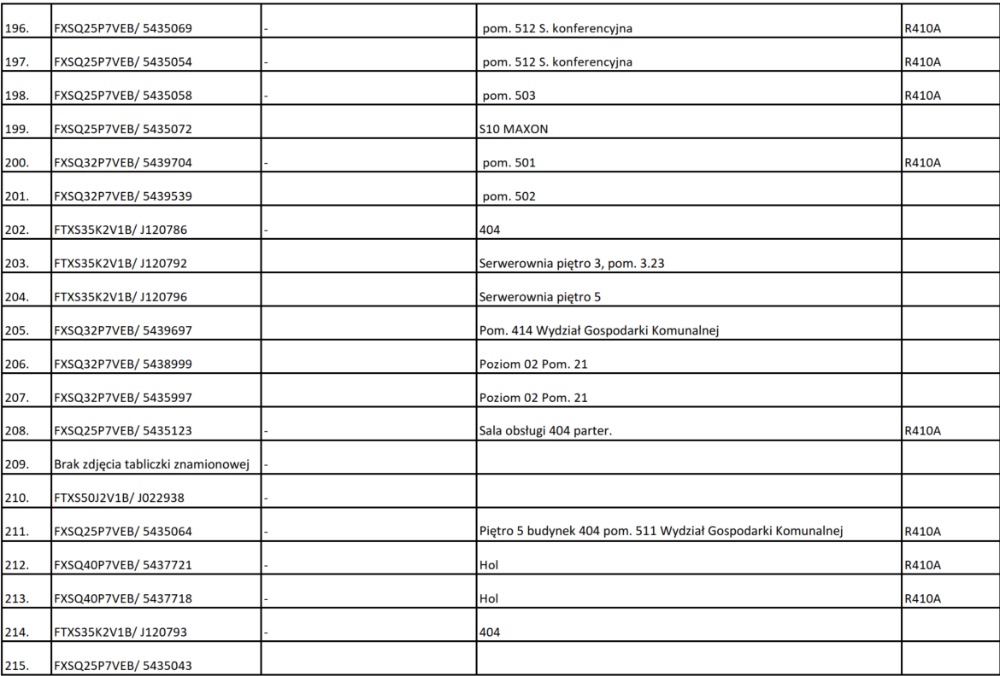 196. FXSQ25P7VEB/ 5435069 - pom. 512 S. konferencyjna R410A
197. FXSQ25P7VEB/ 5435054 - pom. 512 S. konferencyjna R410A
198. FXSQ25P7VEB/ 5435058 - pom. 503 R410A
199. FXSQ25P7VEB/ 5435072 S10 MAXON
200. FXSQ32P7VEB/ 5439704 - pom. 501 R410A
201. FXSQ32P7VEB/ 5439539 pom. 502
202. FTXS35K2V1B/ J120786 - 404
203. FTXS35K2V1B/ J120792 Serwerownia piętro 3, pom. 3.23
204. FTXS35K2V1B/ J120796 Serwerownia piętro 5
205. FXSQ32P7VEB/ 5439697 Pom. 414 Wydział Gospodarki Komunalnej
206. FXSQ32P7VEB/ 5438999 Poziom 02 Pom. 21
207. FXSQ32P7VEB/ 5435997 Poziom 02 Pom. 21
208. FXSQ25P7VEB/ 5435123 - Sala obsługi 404 parter. R410A
209. Brak zdjęcia tabliczki znamionowej -
210. FTXS50J2V1B/ J022938 -
211. FXSQ25P7VEB/ 5435064 - Piętro 5 budynek 404 pom. 511 Wydział Gospodarki Komunalnej R410A
212. FXSQ40P7VEB/ 5437721 - Hol R410A
213. FXSQ40P7VEB/ 5437718 - Hol R410A
214. FTXS35K2V1B/ J120793 - 404
215. FXSQ25P7VEB/ 5435043